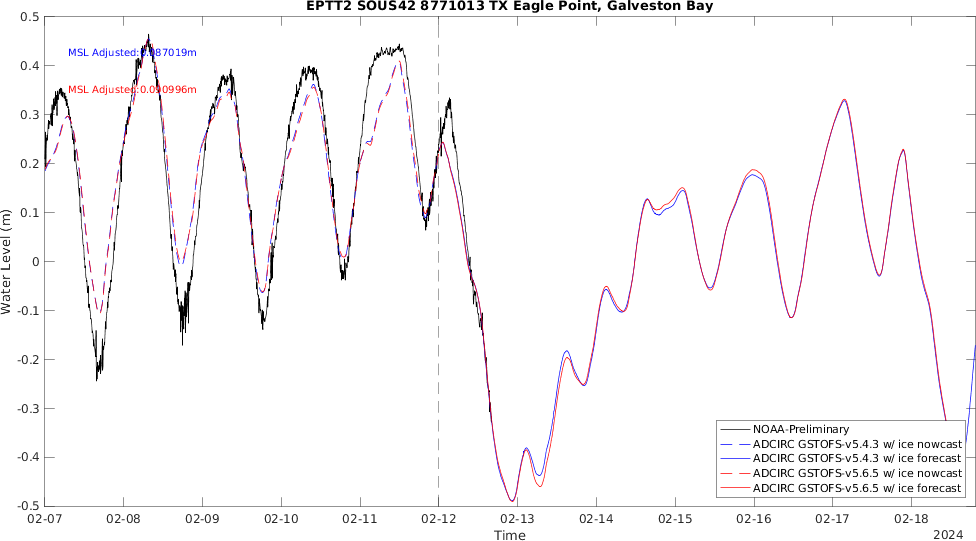 EPTT2 SOUS42 8771013 TX Eagle Point, Galveston Bay
0.5
0.4
0.3
0.2
0.1
0
-0.1
-0.2
-0.3
-0.4
-0.5
Water Level (m)
MSL Adjusted: 0.087019m
MSL Adjusted: 0.090996m
NOAA-Preliminary
ADCIRC GSTOFS-v5.4.3 w/ ice nowcast
ADCIRC GSTOFS-v5.4.3 w/ ice forecast
ADCIRC GSTOFS-v5.6.5 w/ ice nowcast
ADCIRC GSTOFS-v5.6.5 w/ ice forecast
02-07 02-08 02-09 02-10 02-11 02-12 02-13 02-14 02-15 02-16 02-17 02-18
Time
2024